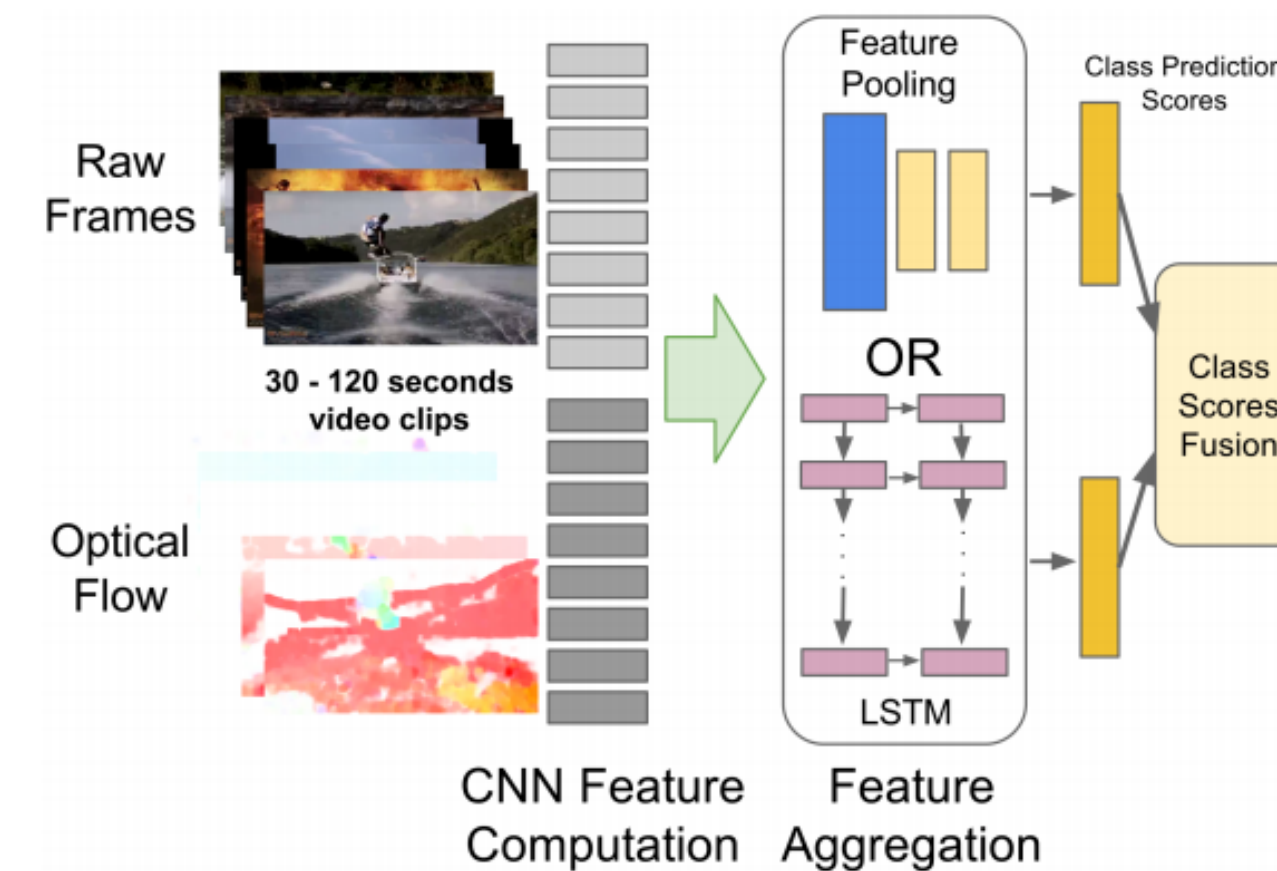 Raw
Frames
30 - 120 seconds
video clips
Optical
Flow
CNN Feature
Computation
Feature
Pooling
OR
LSTM
Feature
Aggregation
Class Prediction
Scores
Class
Scores
Fusion